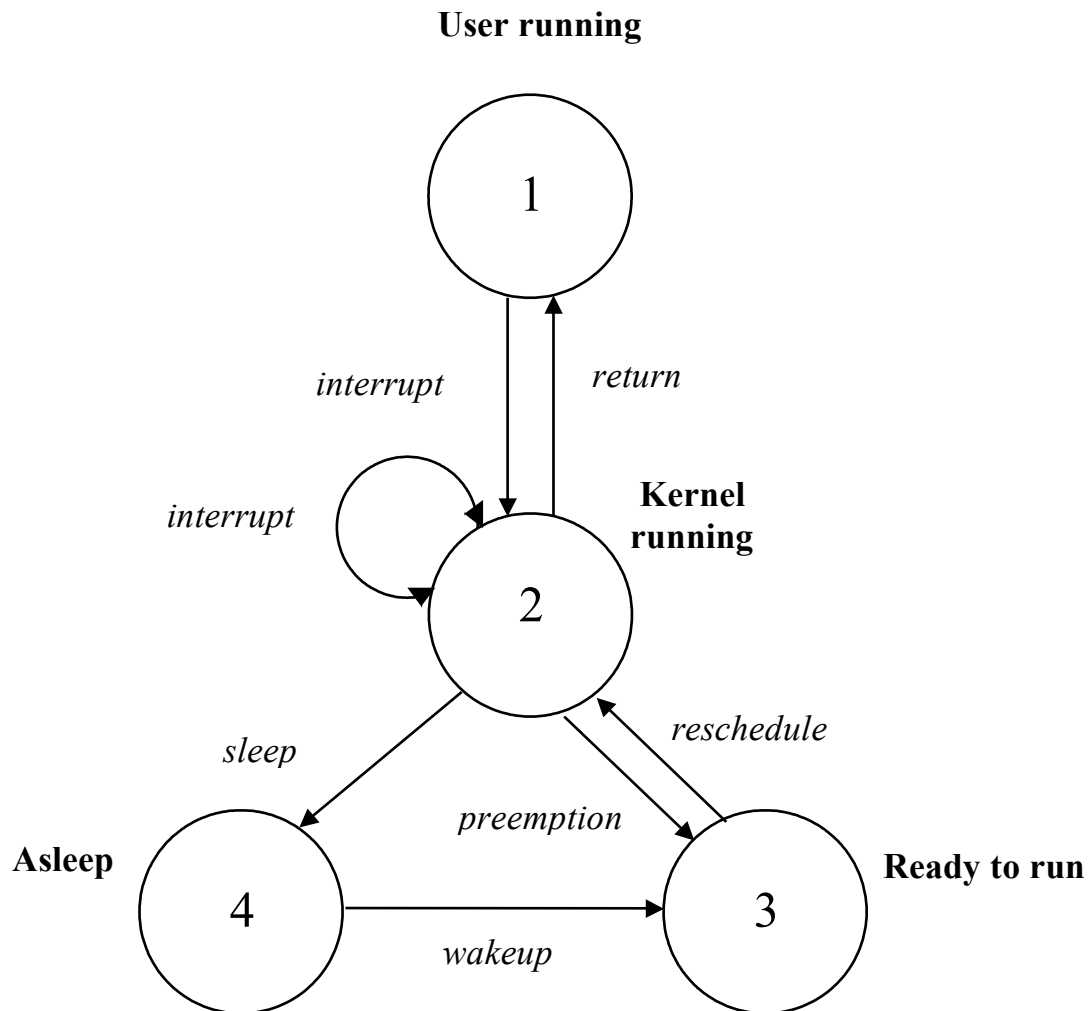 User running
1
interrupt
return
interrupt
Kernel
running
2
sleep
reschedule
preemption
Asleep
4
wakeup
3
Ready to run